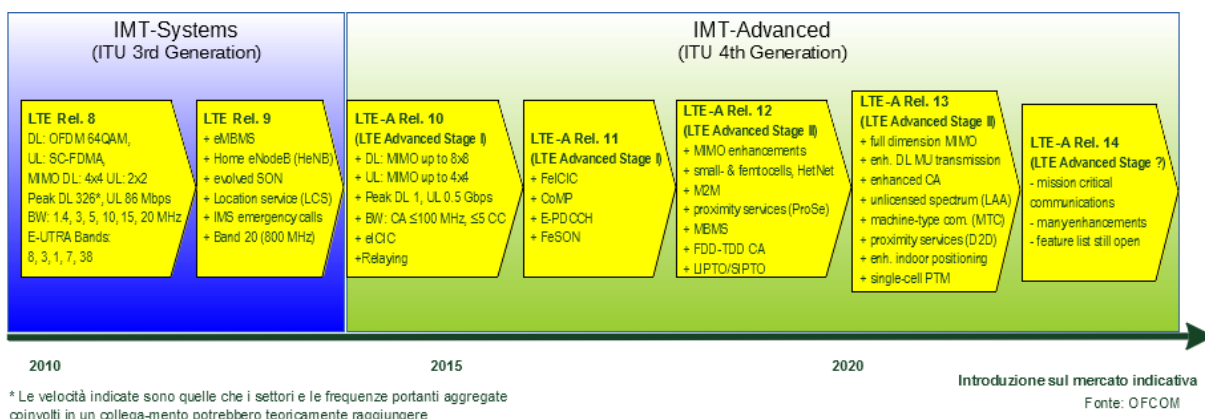 IMT-Systems
(ITU 3rd Generation)
IMT-Advanced
(ITU 4th Generation)
LTE Rel. 8
DL: OFDM 64QAM,
UL: SC-FDMA,
MIMO DL: 4x4 UL: 2x2
Peak DL 326*, UL 86 Mbps
BW: 1.4, 3, 5, 10, 15, 20 MHz
E-UTRA Bands:
8, 3, 1, 7, 38
LTE Rel. 9
+ eMBMS
+ Home eNodeB (HeNB)
+ evolved SON
+ Location service (LCS)
+ IMS emergency calls
+ Band 20 (800 MHz)
LTE-A Rel. 10
(LTE Advanced Stage I)
+ DL: MIMO up to 8x8
+ UL: MIMO up to 4x4
+ Peak DL 1, UL 0.5 Gbps
+ BW: CA ≤100 MHz, ≤5 CC
+ eICIC
+Relaying
LTE-A Rel. 11
(LTE Advanced Stage I)
+ FeICIC
+ CoMP
+ E-PDCCH
+ FeSON
LTE-A Rel. 12
(LTE Advanced Stage II)
+ MIMO enhancements
+ small- & femtocells, HetNet
+ M2M
+ proximity services (ProSe)
+ MBMS
+ FDD-TDD CA
+ LIPTO/SIPTO
LTE-A Rel. 13
(LTE Advanced Stage II)
+ full dimension MIMO
+ enh. DL MU transmission
+ enhanced CA
+ unlicensed spectrum (LAA)
+ machine-type com. (MTC)
+ proximity services (D2D)
+ enh. indoor positioning
+ single-cell PTM
LTE-A Rel. 14
(LTE Advanced Stage ?)
- mission critical
communications
- many enhancements
- feature list still open
2010
2015
2020
* Le velocità indicate sono quelle che i settori e le frequenze portanti aggregate
coinvolti in un collega-mento potrebbero teoricamente raggiungere
Introduzione sul mercato indicativa
Fonte: OFCOM